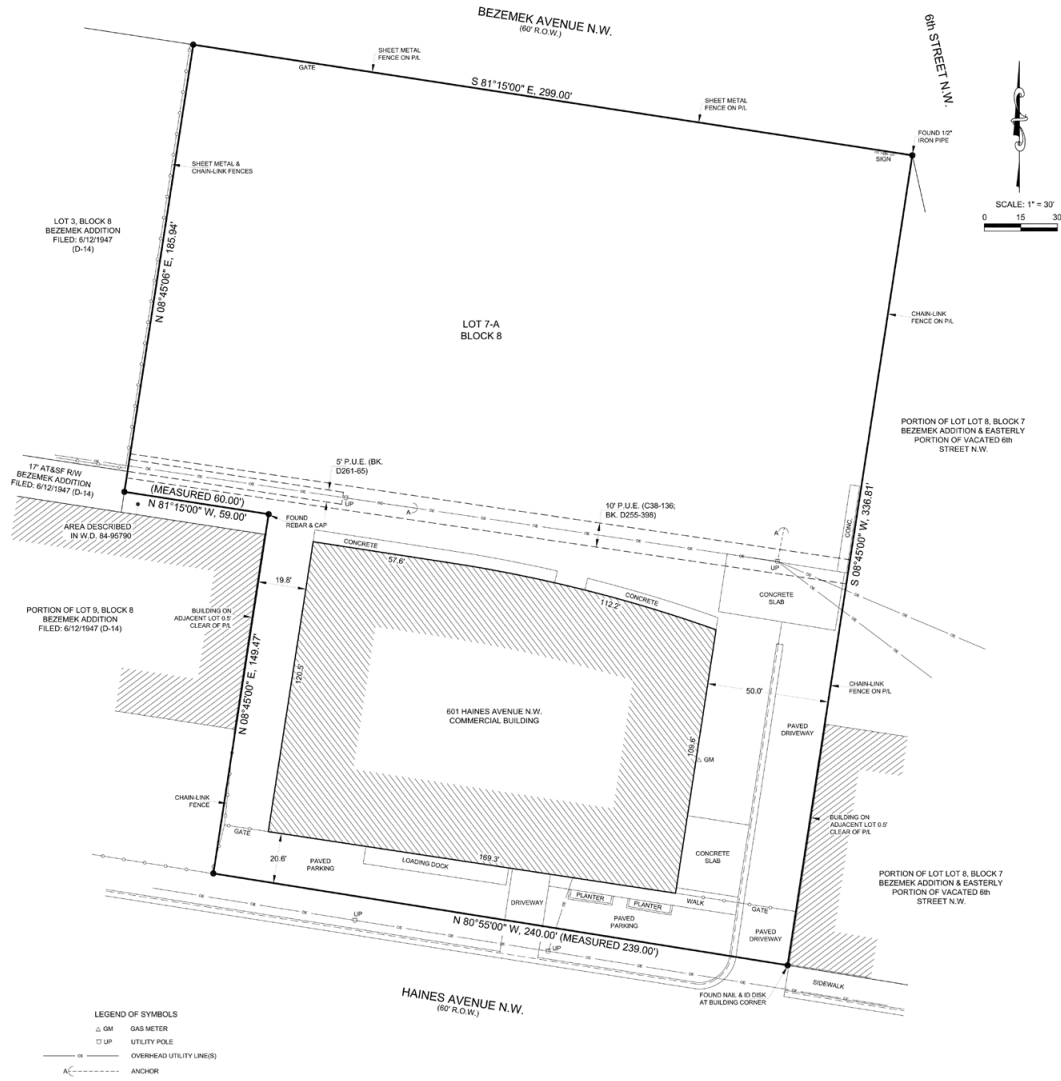 BEZEMEK AVENUE N.W.
(60' R.O.W.)
6th STREET N.W.
SHEET METAL
FENCE ON P/L
GATE
S 81°15'00" E, 299.00'
SHEET METAL
FENCE ON P/L
FOUND 1/2"
IRON PIPE
SIGN
SCALE: 1" = 30'
0 15 30
SHEET METAL &
CHAIN-LINK FENCES
LOT 3, BLOCK 8
BEZEMEK ADDITION
FILED: 6/12/1947
(D-14)
N 08°45'06" E, 185.94'
LOT 7-A
BLOCK 8
CHAIN-LINK
FENCE ON P/L
PORTION OF LOT LOT 8, BLOCK 7
BEZEMEK ADDITION & EASTERLY
PORTION OF VACATED 6th
STREET N.W.
S 08°45'00" W, 336.81'
17' AT&SF R/W
BEZEMEK ADDITION
FILED: 6/12/1947 (D-14)
5' P.U.E. (BK.
D261-65)
OE OE OE
UP
A
(MEASURED 60.00')
N 81°15'00" W, 59.00'
FOUND
REBAR & CAP
10' P.U.E. (C38-136;
BK. D255-398)
CONC.
A
UP
AREA DESCRIBED
IN W.D. 84-95790
CONCRETE
57.6'
CONCRETE
112.2'
CONCRETE
SLAB
19.8'
PORTION OF LOT 9, BLOCK 8
BEZEMEK ADDITION
FILED: 6/12/1947 (D-14)
BUILDING ON
ADJACENT LOT 0.5'
CLEAR OF P/L
N 08°45'00" E, 149.47'
120.5'
601 HAINES AVENUE N.W.
COMMERCIAL BUILDING
50.0'
CHAIN-LINK
FENCE ON P/L
109.6'
GM
PAVED
DRIVEWAY
CHAIN-LINK
FENCE
GATE
20.6'
PAVED
PARKING
LOADING DOCK
169.3'
CONCRETE
SLAB
BUILDING ON
ADJACENT LOT 0.5'
CLEAR OF P/L
PORTION OF LOT LOT 8, BLOCK 7
BEZEMEK ADDITION & EASTERLY
PORTION OF VACATED 6th
STREET N.W.
DRIVEWAY
PLANTER
PLANTER
WALK
GATE
PAVED
PARKING
PAVED
DRIVEWAY
UP
UP
N 80°55'00" W, 240.00' (MEASURED 239.00')
FOUND NAIL & ID DISK
AT BUILDING CORNER
SIDEWALK
HAINES AVENUE N.W.
(60' R.O.W.)
LEGEND OF SYMBOLS
GM GAS METER
UP UTILITY POLE
OE OVERHEAD UTILITY LINE(S)
A ANCHOR